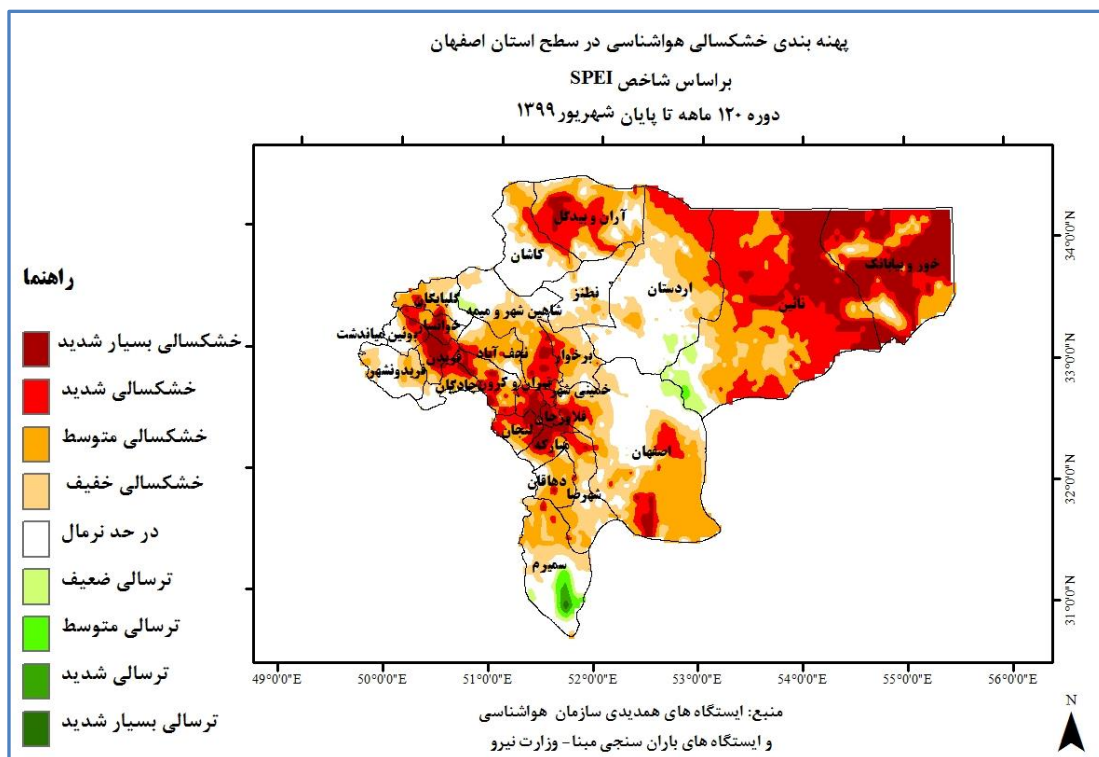 پهنه بندی خشکسالی هواشناسی در سطح استان اصفهان
براساس شاخص SPEI
دوره ۱۲۰ ماهه تا پایان شهریور ۱۳۹۹
راهنما
خشکسالی بسیار شدید
خشکسالی شدید
خشکسالی متوسط
خشکسالی خفیف
در حد نرمال
ترسالی ضعیف
ترسالی متوسط
ترسالی شدید
ترسالی بسیار شدید
آران و بیدگل
کاشان
خور و بیابانک
نطنز
اردستان
نائین
گلپایگان
شاهین شهر و میمه
خوانسار
بوئین میاندشت
نجف آباد
برخوار
فریدن
فریدونشهر
تیران و کرون
چادگان
خمینی شهر
فلاورجان
لنجان
مبارکه
اصفهان
دهاقان
شهرضا
سمیرم
34°0'0"N
33°0'0"N
32°0'0"N
31°0'0"N
49°0'0"E
50°0'0"E
51°0'0"E
52°0'0"E
53°0'0"E
54°0'0"E
55°0'0"E
56°0'0"E
منبع: ایستگاه های همدیدی سازمان هواشناسی
و ایستگاه های باران سنجی مبنا- وزارت نیرو
N